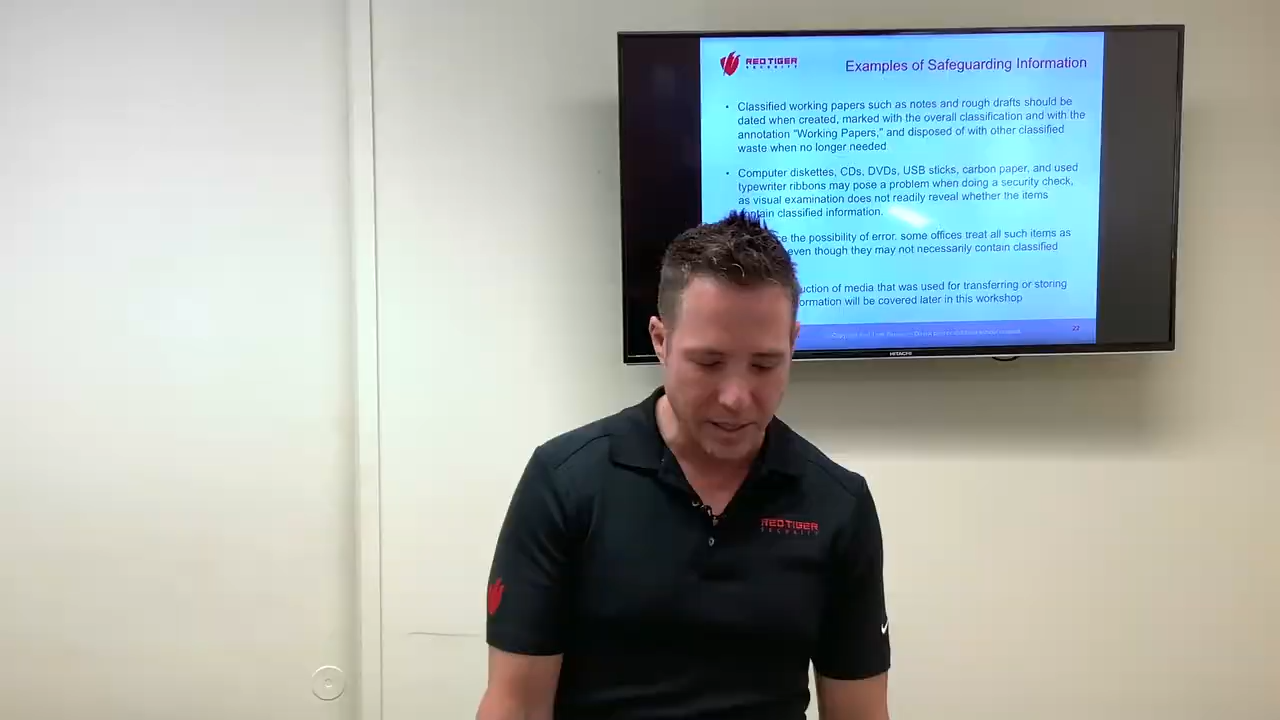 RED TIGER
SECURITY
Examples of Safeguarding Information
• Classified working papers such as notes and rough drafts should be
dated when created, marked with the overall classification and with the
annotation "Working Papers," and disposed of with other classified
waste when no longer needed
• Computer diskettes, CDs, DVDs, USB sticks, carbon paper, and used
typewriter ribbons may pose a problem when doing a security check,
as visual examination does not readily reveal whether the items
contain classified information.
the possibility of error, some offices treat all such items as
even though they may not necessarily contain classified
of media that was used for transferring or storing
will be covered later in this workshop
22
HITACHI
RED TIGER
SECURITY